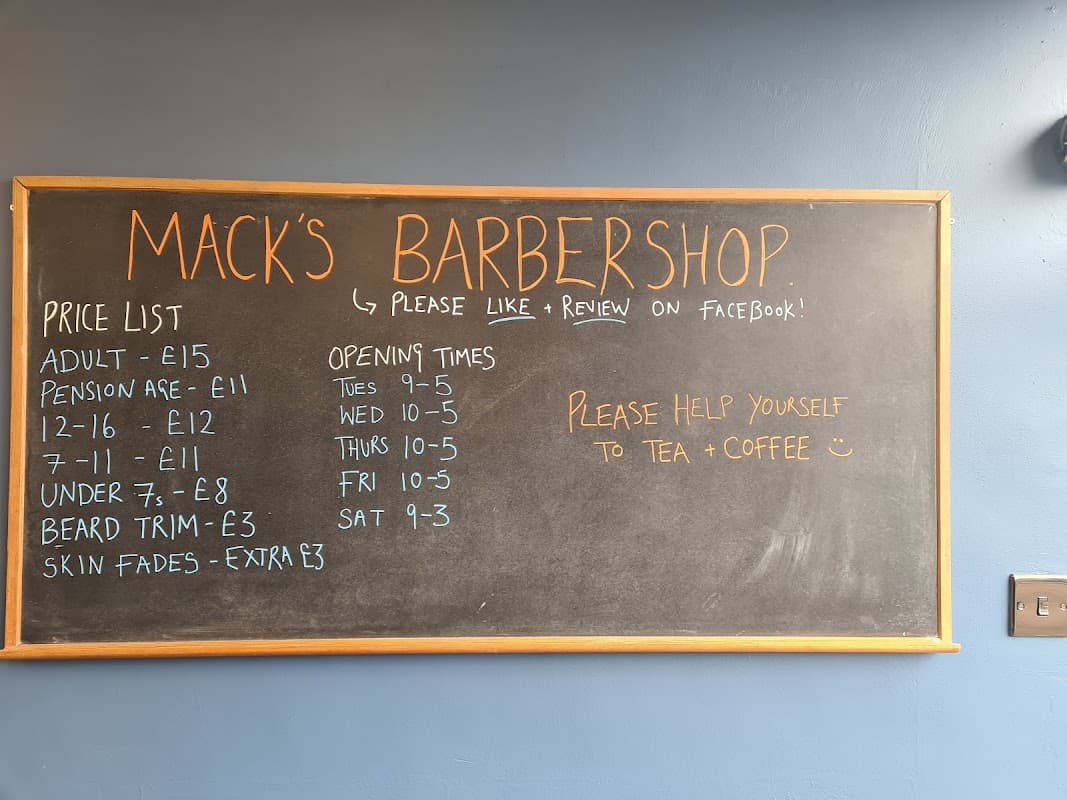 MACK'S BARBERSHOP.
↳ PLEASE LIKE + REVIEW ON FACEBOOK!
PRICE LIST
ADULT - £15
PENSION AGE - £11
12-16 - £12
7-11 - £11
UNDER 7s - £8
BEARD TRIM - £3
SKIN FADES - EXTRA £3
OPENING TIMES
TUES 9-5
WED 10-5
THURS 10-5
FRI 10-5
SAT 9-3
PLEASE HELP YOURSELF
TO TEA + COFFEE :)